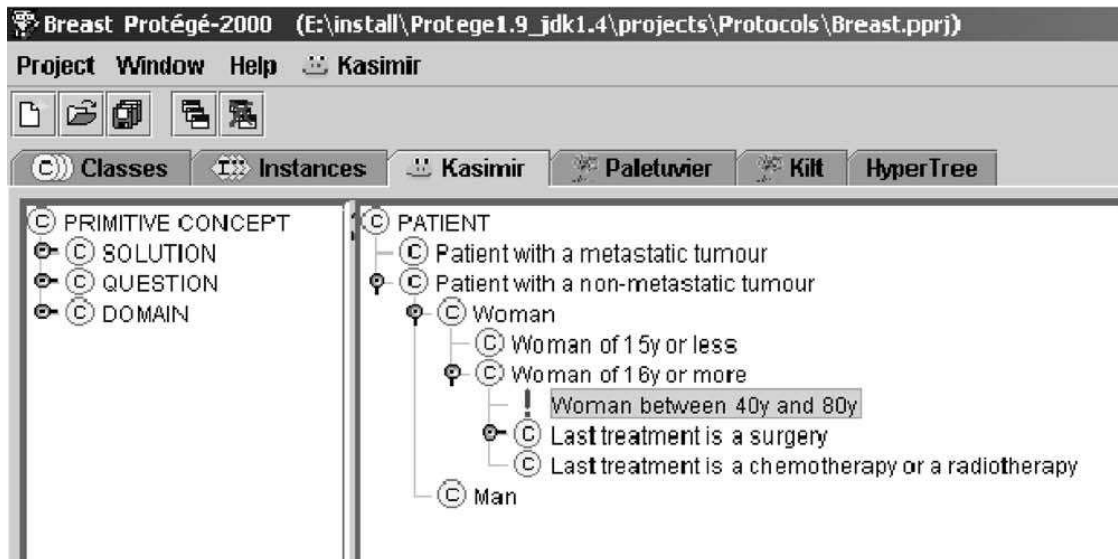 Breast Protégé-2000 (E:\install\Protege1.9_jdk1.4\projects\Protocols\Breast.pprj)
Project Window Help Kasimir
Classes Instances Kasimir Paletuvier Kilt HyperTree
PRIMITIVE CONCEPT
SOLUTION
QUESTION
DOMAIN
PATIENT
Patient with a metastatic tumour
Patient with a non-metastatic tumour
Woman
Woman of 15y or less
Woman of 16y or more
! Woman between 40y and 80y
Last treatment is a surgery
Last treatment is a chemotherapy or a radiotherapy
Man